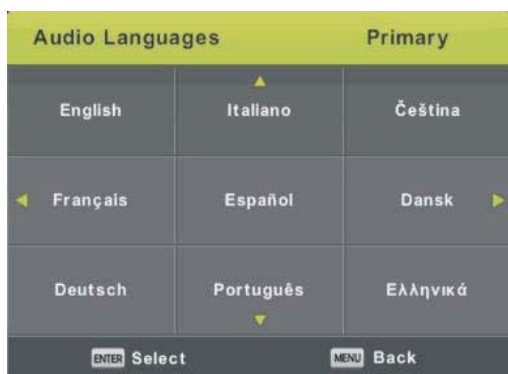 Audio Languages Primary
English Italiano Čeština
Français Español Dansk
Deutsch Português Ελληνικά
ENTER Select MENU Back